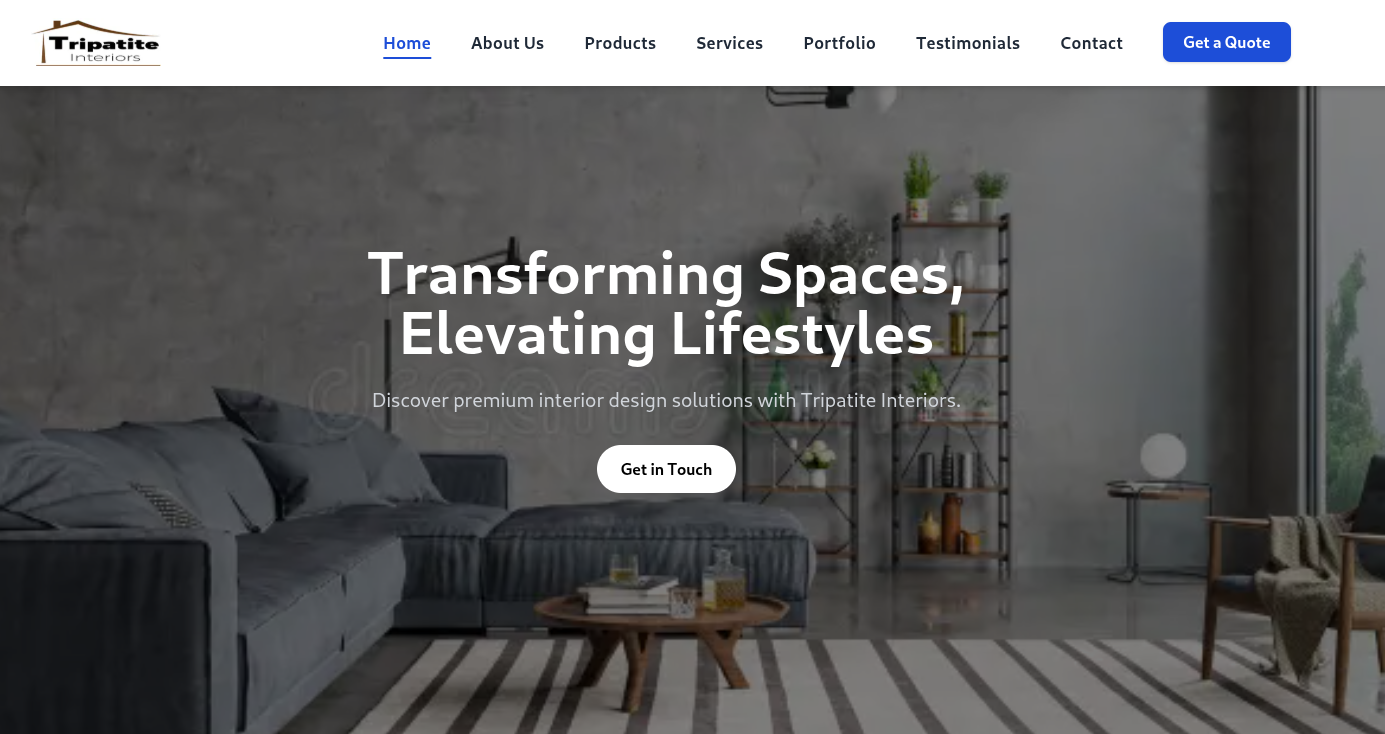 Tripatite
Interiors
Home
About Us
Products
Services
Portfolio
Testimonials
Contact
Get a Quote
Transforming Spaces,
Elevating Lifestyles
dreamstime
Discover premium interior design solutions with Tripatite Interiors.
Get in Touch